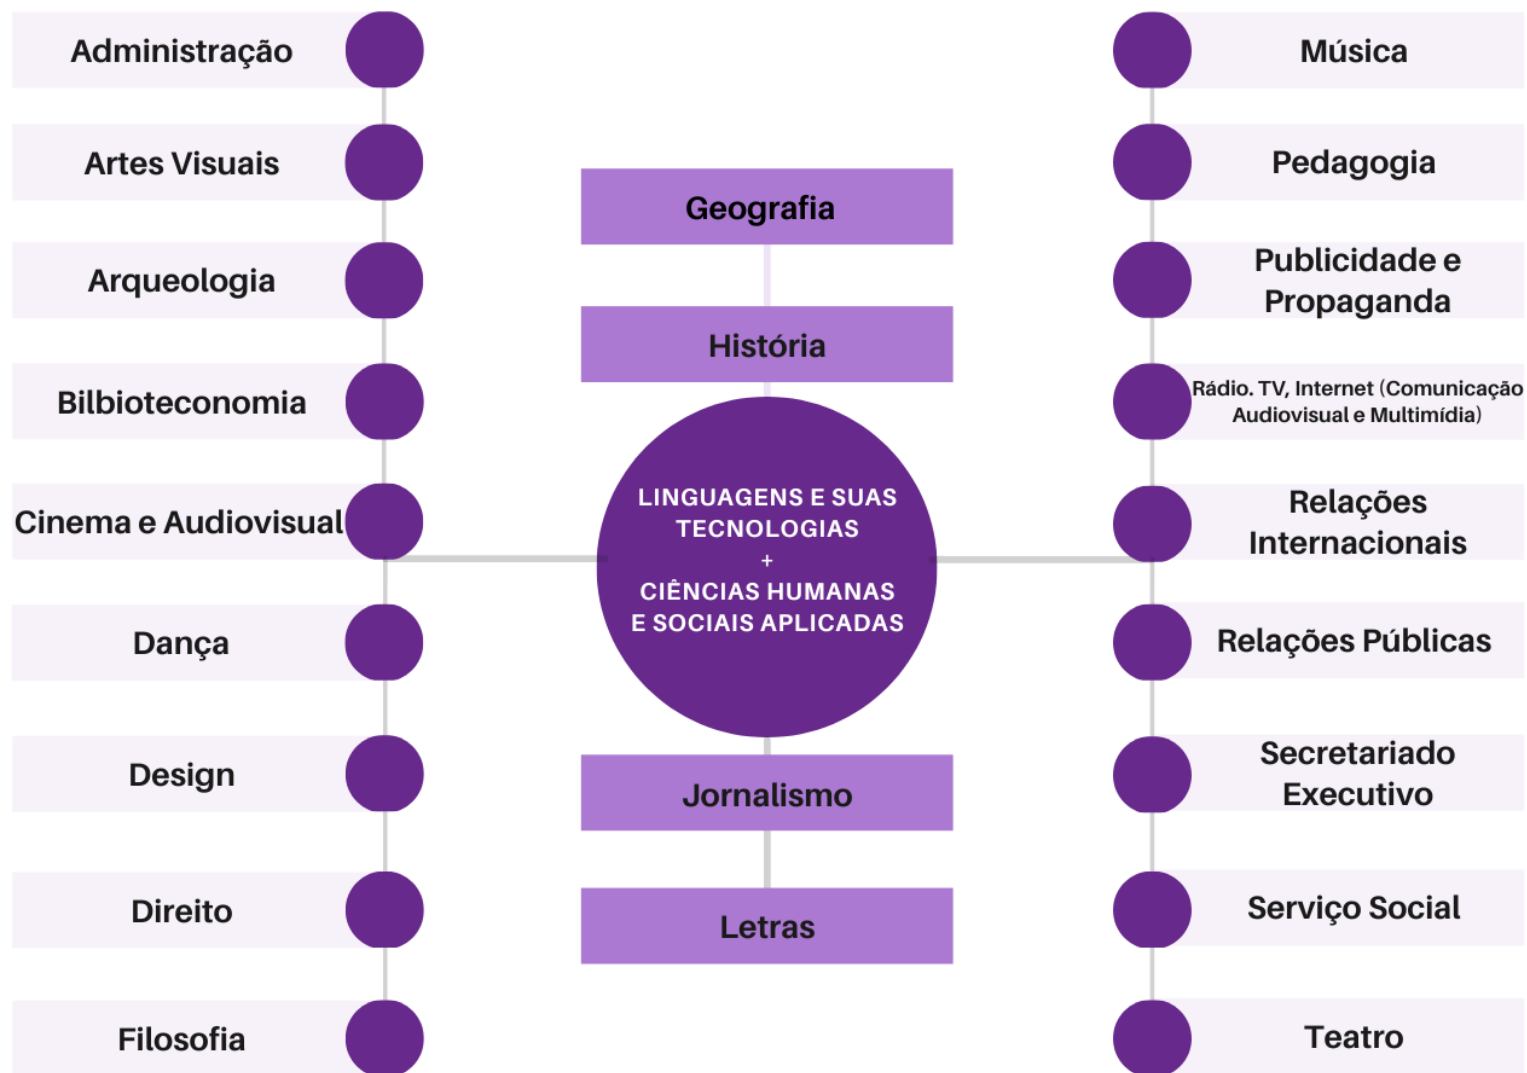 Administração
Artes Visuais
Arqueologia
Bilbioteconomia
Cinema e Audiovisual
Dança
Design
Direito
Filosofia
Geografia
História
LINGUAGENS E SUAS
TECNOLOGIAS
+
CIÊNCIAS HUMANAS
E SOCIAIS APLICADAS
Jornalismo
Letras
Música
Pedagogia
Publicidade e
Propaganda
Rádio. TV, Internet (Comunicação
Audiovisual e Multimídia)
Relações
Internacionais
Relações Públicas
Secretariado
Executivo
Serviço Social
Teatro